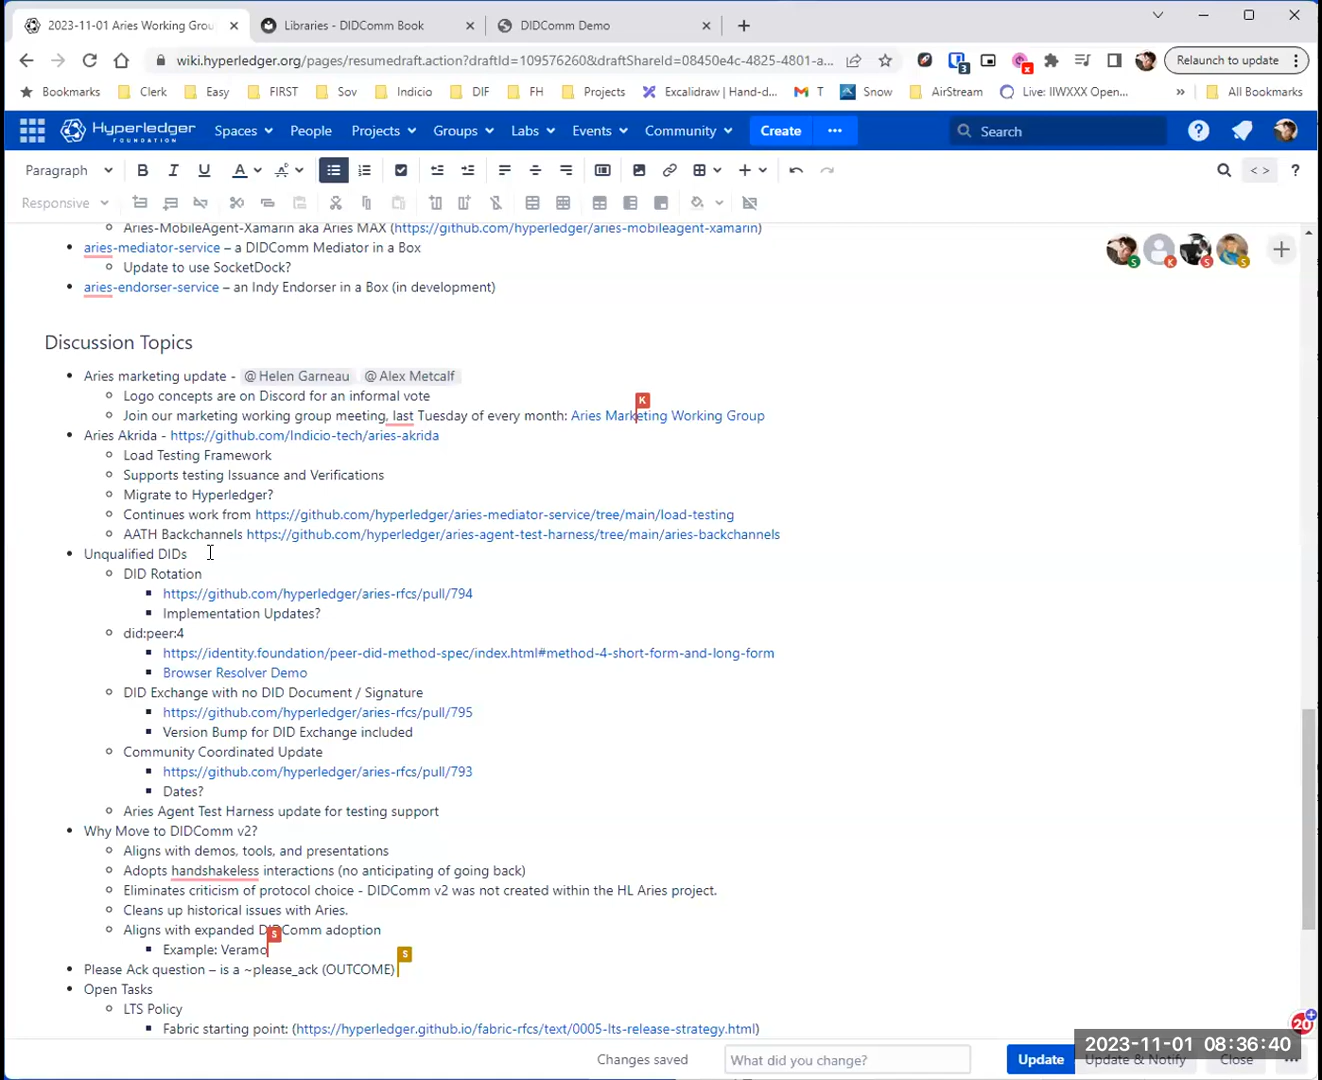 2023-11-01 Aries Working Grou
Libraries - DIDComm Book
DIDComm Demo
wiki.hyperledger.org/pages/resumedraft.action?draftId=109576260&draftShareId=08450e4c-4825-4801-a...
3
Relaunch to update
Bookmarks
Clerk
Easy
FIRST
Sov
Indicio
DIF
FH
Projects
Excalidraw | Hand-d...
T
Snow
AirStream
Live: IIWXXX Open...
»
All Bookmarks
HYPERLEDGER
FOUNDATION
Spaces
People
Projects
Groups
Labs
Events
Community
Create
Search
Paragraph
B I U A
< >
?
Responsive
Aries-MobileAgent-Xamarin aka Aries MAX (https://github.com/hyperledger/aries-mobileagent-xamarin)
aries-mediator-service – a DIDComm Mediator in a Box
S K S S
Update to use SocketDock?
aries-endorser-service – an Indy Endorser in a Box (in development)
Discussion Topics
Aries marketing update - @Helen Garneau @Alex Metcalf
Logo concepts are on Discord for an informal vote
K
Join our marketing working group meeting, last Tuesday of every month: Aries Marketing Working Group
Aries Akrida - https://github.com/Indicio-tech/aries-akrida
Load Testing Framework
Supports testing Issuance and Verifications
Migrate to Hyperledger?
Continues work from https://github.com/hyperledger/aries-mediator-service/tree/main/load-testing
AATH Backchannels https://github.com/hyperledger/aries-agent-test-harness/tree/main/aries-backchannels
Unqualified DIDs
DID Rotation
https://github.com/hyperledger/aries-rfcs/pull/794
Implementation Updates?
did:peer:4
https://identity.foundation/peer-did-method-spec/index.html#method-4-short-form-and-long-form
Browser Resolver Demo
DID Exchange with no DID Document / Signature
https://github.com/hyperledger/aries-rfcs/pull/795
Version Bump for DID Exchange included
Community Coordinated Update
https://github.com/hyperledger/aries-rfcs/pull/793
Dates?
Aries Agent Test Harness update for testing support
Why Move to DIDComm v2?
Aligns with demos, tools, and presentations
Adopts handshakeless interactions (no anticipating of going back)
Eliminates criticism of protocol choice - DIDComm v2 was not created within the HL Aries project.
Cleans up historical issues with Aries.
Aligns with expanded DIDComm adoption
S
Example: Veramo
S
Please Ack question – is a ~please_ack (OUTCOME)
Open Tasks
LTS Policy
Fabric starting point: (https://hyperledger.github.io/fabric-rfcs/text/0005-lts-release-strategy.html)
20
Changes saved
What did you change?
Update
Update & Notify
Close
2023-11-01 08:36:40